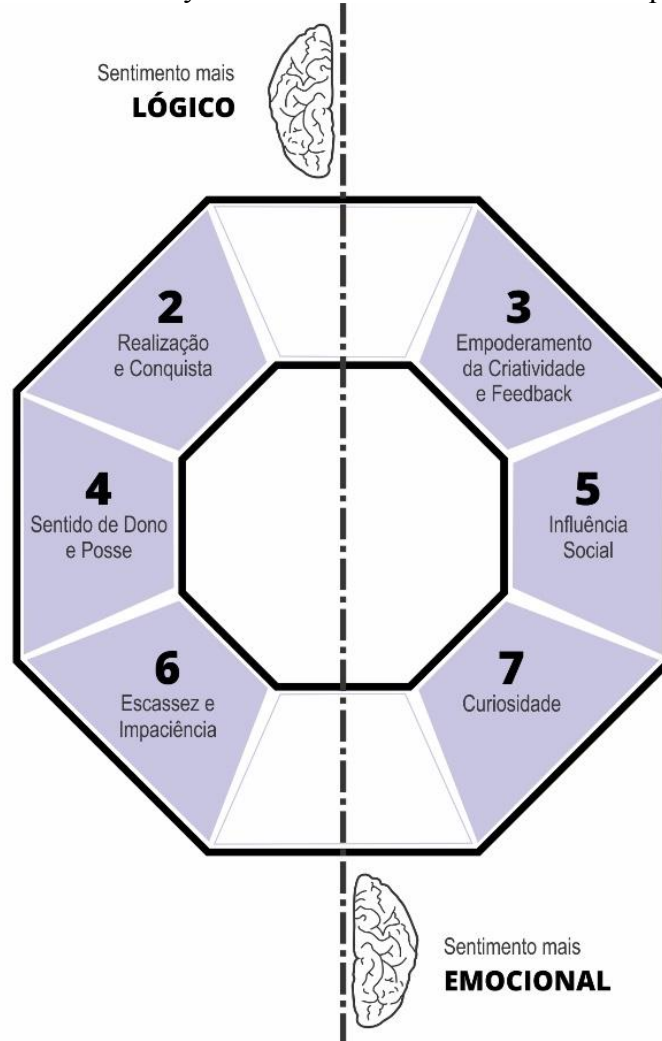 Sentimento mais
LÓGICO
2
Realização
e Conquista
3
Empoderamento
da Criatividade
e Feedback
4
Sentido de Dono
e Posse
5
Influência
Social
6
Escassez e
Impaciência
7
Curiosidade
Sentimento mais
EMOCIONAL